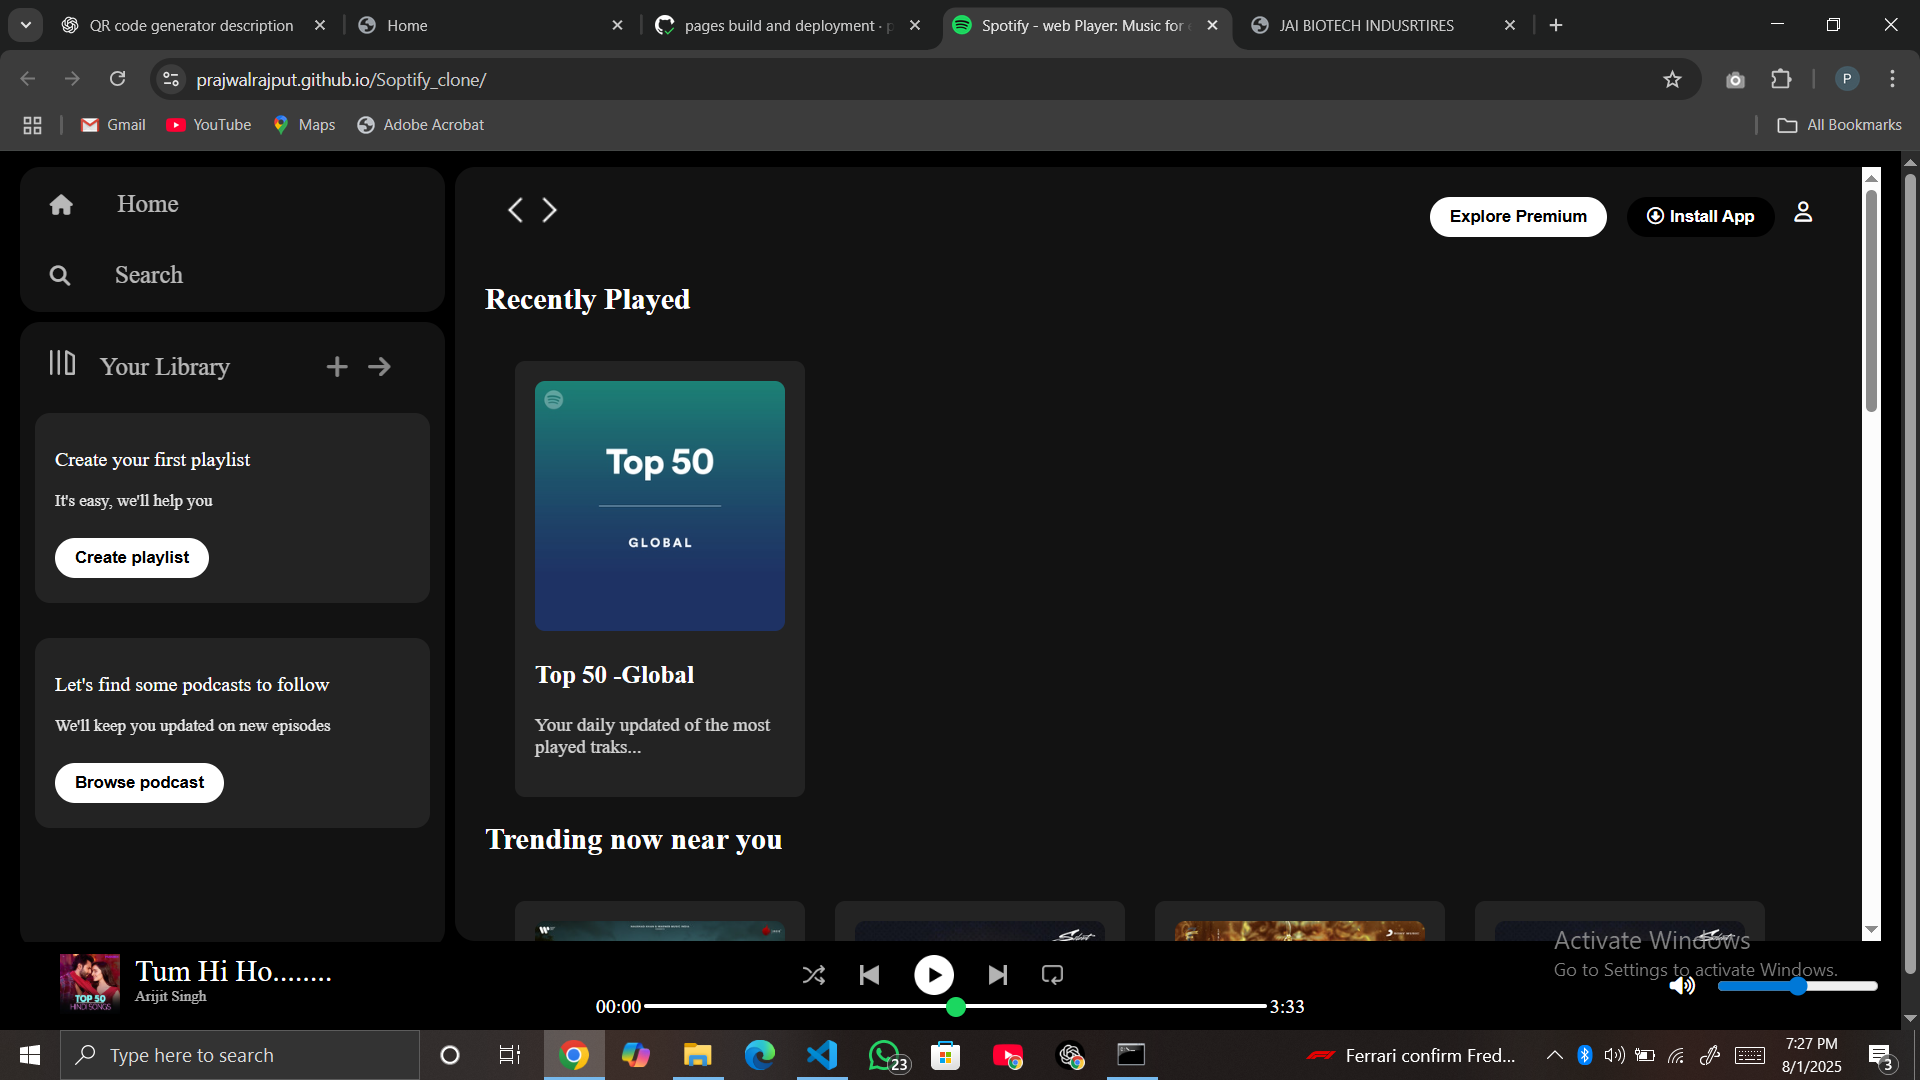 QR code generator description
Home
pages build and deployment · p
Spotify - web Player: Music for e
JAI BIOTECH INDUSRTIRES
prajwalrajput.github.io/Soptify_clone/
P
Gmail
YouTube
Maps
Adobe Acrobat
All Bookmarks
Home
Search
Your Library
Create your first playlist
It's easy, we'll help you
Create playlist
Let's find some podcasts to follow
We'll keep you updated on new episodes
Browse podcast
Explore Premium
Install App
Recently Played
Top 50
GLOBAL
Top 50 -Global
Your daily updated of the most
played traks...
Trending now near you
Activate Windows
Go to Settings to activate Windows.
TOP 50
HINDI SONGS
Tum Hi Ho........
Arijit Singh
00:00
3:33
Type here to search
23
Ferrari confirm Fred...
7:27 PM
8/1/2025
3